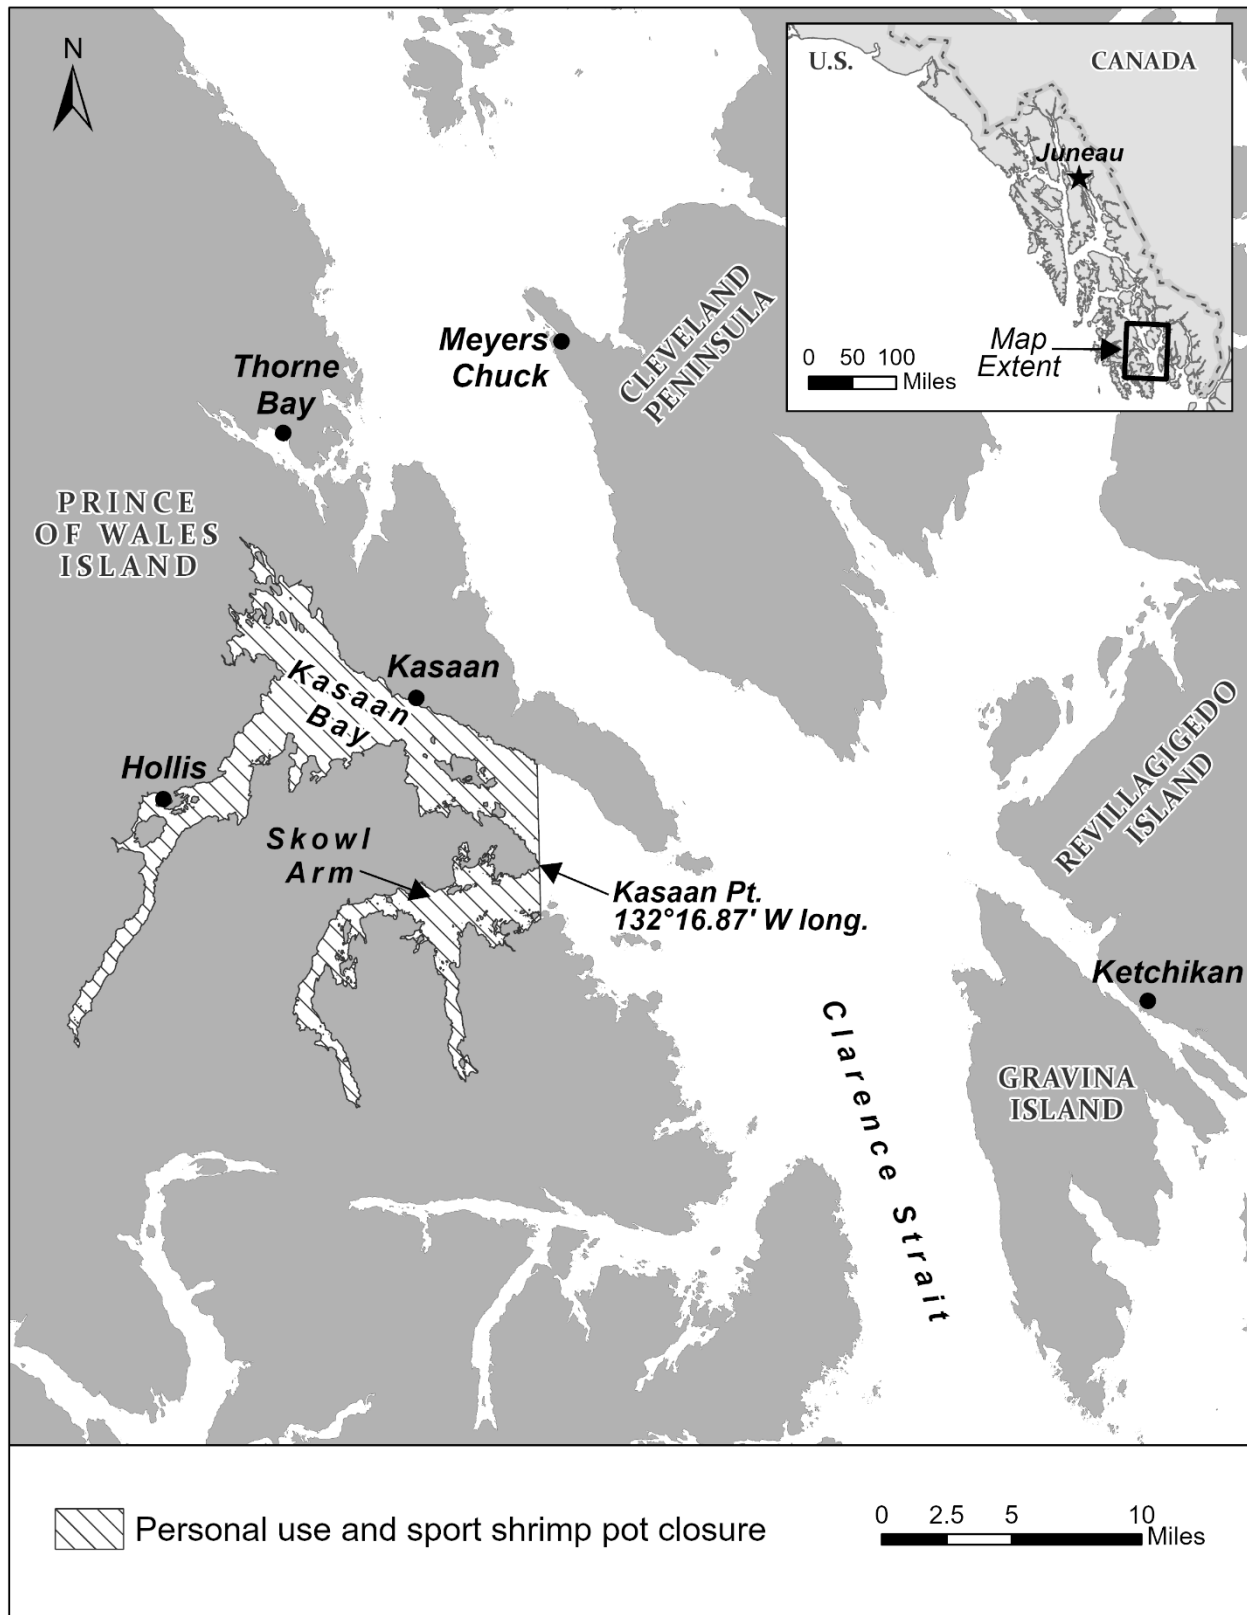 N
U.S.
CANADA
Juneau
Map
Extent
0 50 100
Miles
CLEVELAND
PENINSULA
Meyers
Chuck
Thorne
Bay
PRINCE
OF WALES
ISLAND
Kasaan
Kasaan
Bay
Hollis
Skowl
Arm
Kasaan Pt.
132°16.87' W long.
REVILLAGIGEDO
ISLAND
Ketchikan
Clarence Strait
GRAVINA
ISLAND
Personal use and sport shrimp pot closure
0 2.5 5 10
Miles